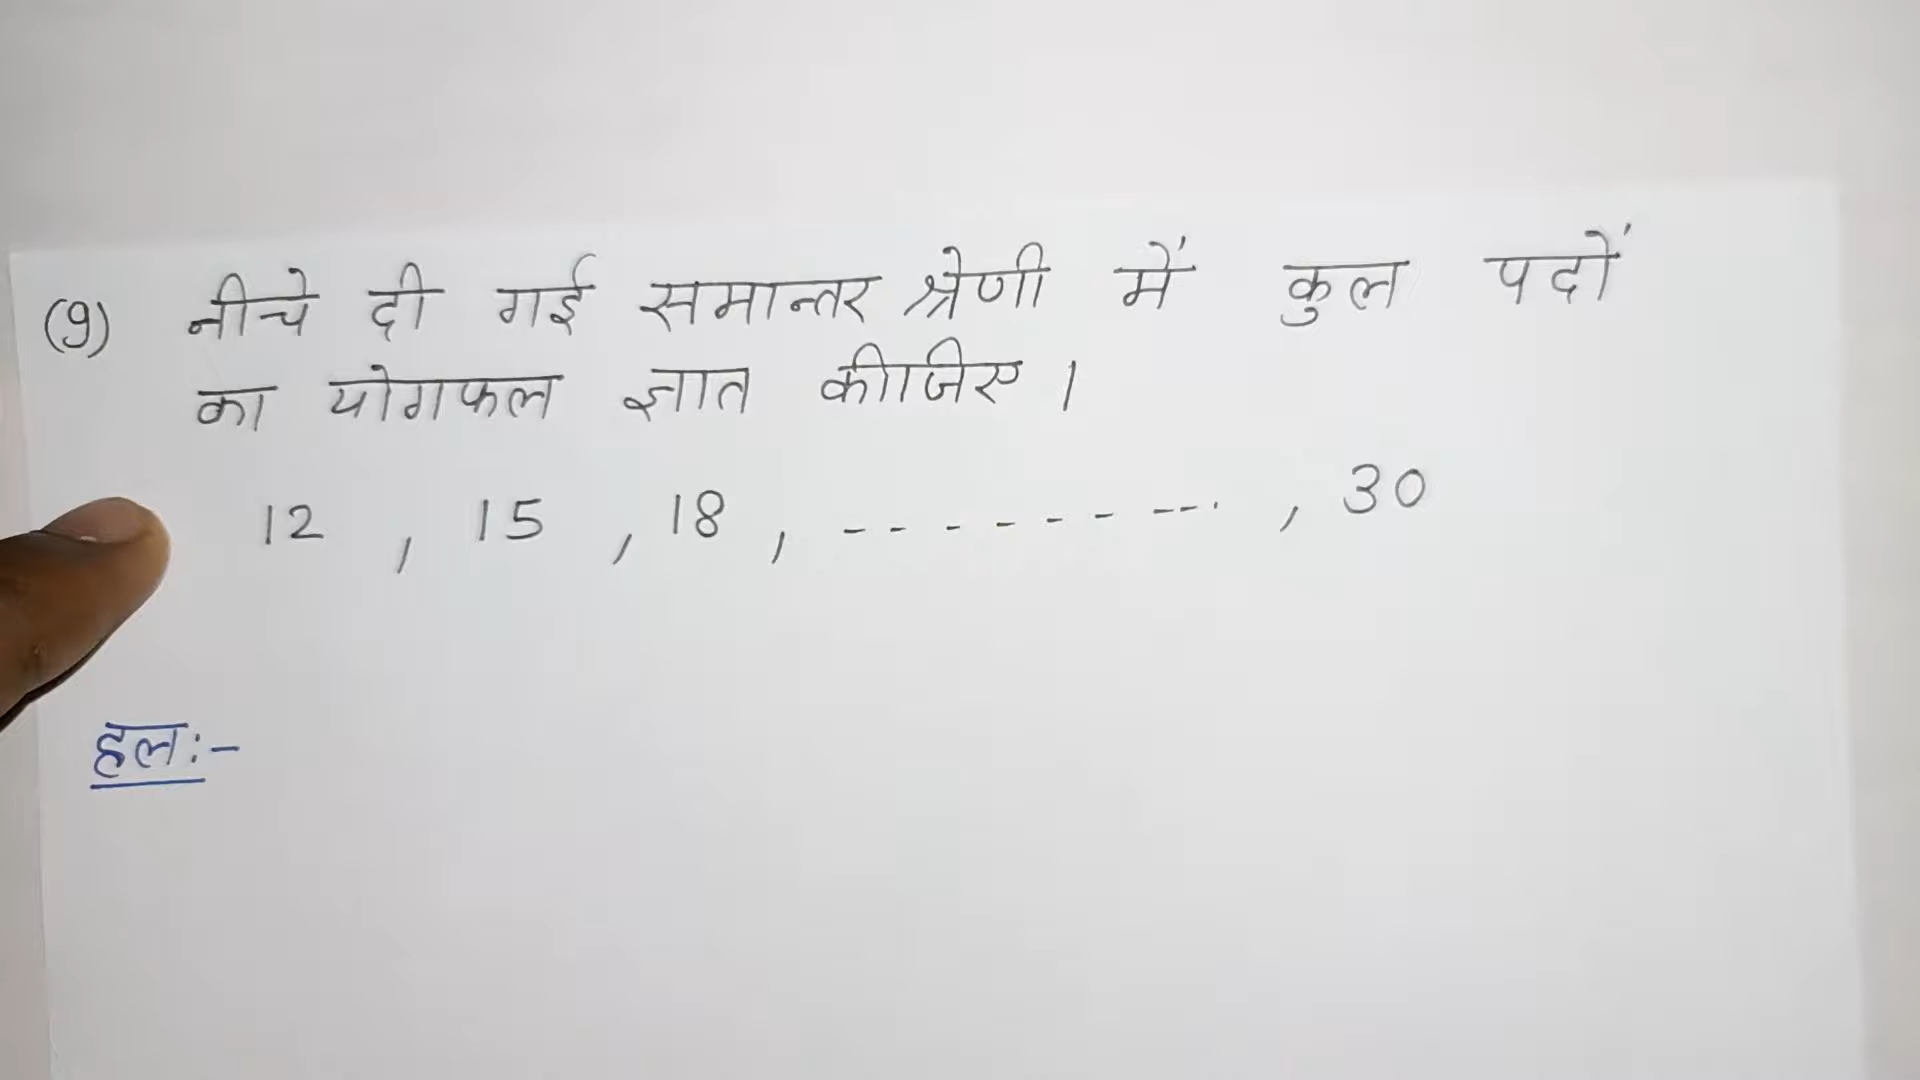 (9) नीचे दी गई समान्तर श्रेणी में कुल पदों
का योगफल ज्ञात कीजिए ।
12 , 15 , 18 , - - - - - - - - - , 30
हल:-